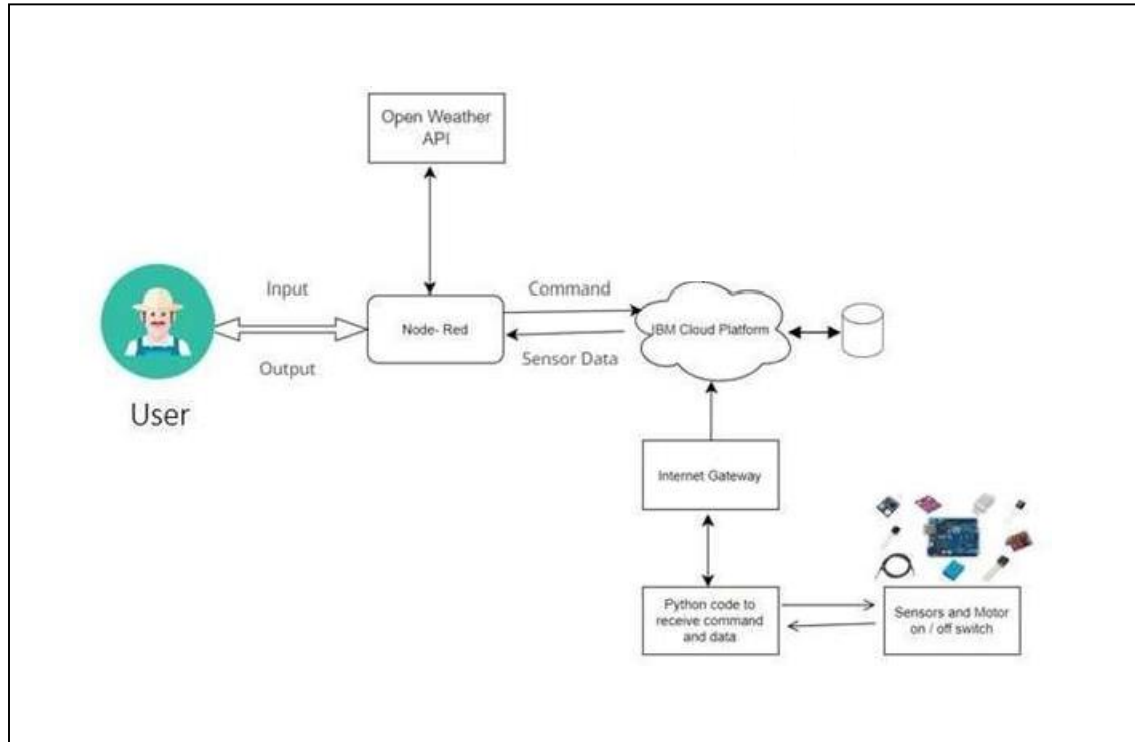 Open Weather
API
Input
Output
User
Node- Red
Command
Sensor Data
IBM Cloud Platform
Internet Gateway
Python code to
receive command
and data
Sensors and Motor
on / off switch